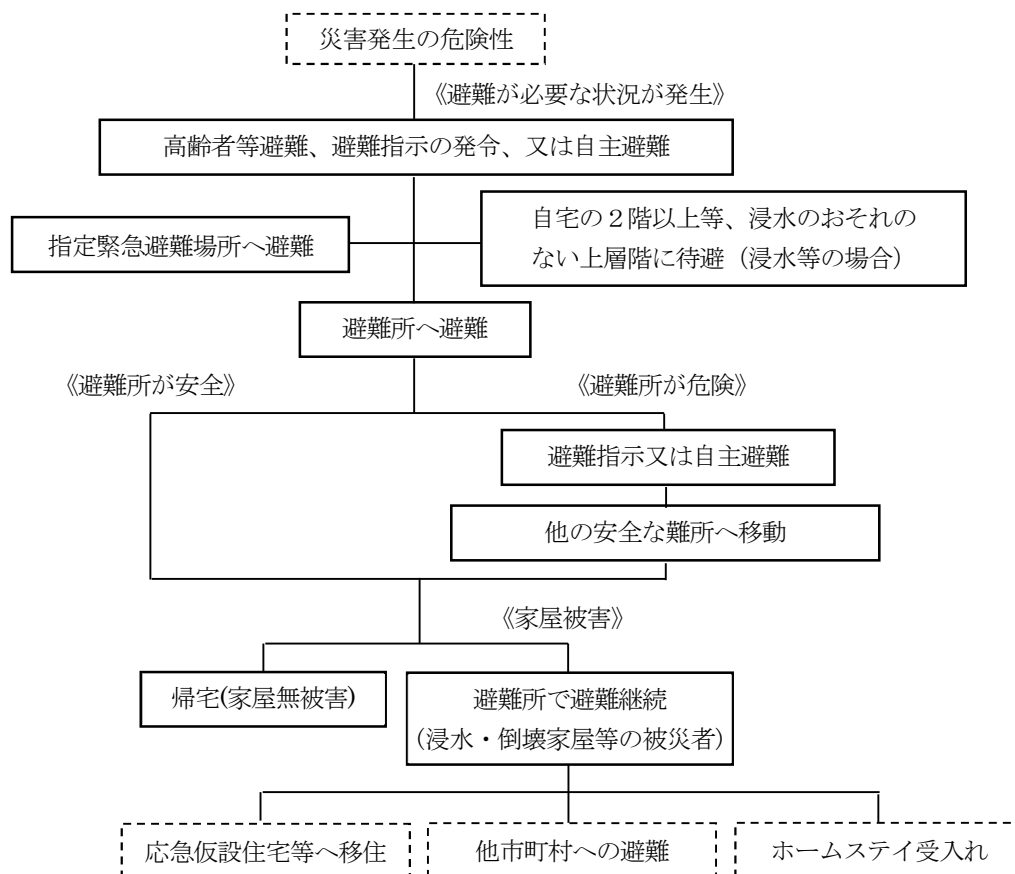 災害発生の危険性
《避難が必要な状況が発生》
高齢者等避難、避難指示の発令、又は自主避難
指定緊急避難場所へ避難
自宅の２階以上等、浸水のおそれの
ない上層階に待避（浸水等の場合）
避難所へ避難
《避難所が安全》
《避難所が危険》
避難指示又は自主避難
他の安全な難所へ移動
《家屋被害》
帰宅(家屋無被害)
避難所で避難継続
（浸水・倒壊家屋等の被災者）
応急仮設住宅等へ移住
他市町村への避難
ホームステイ受入れ